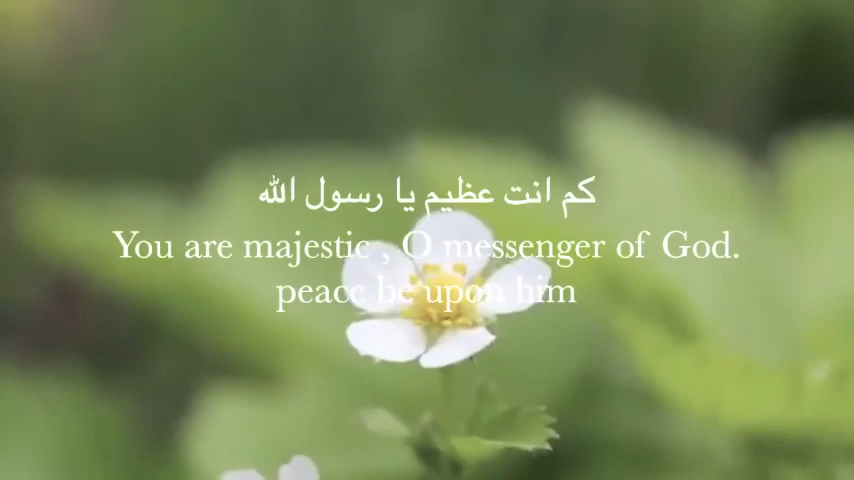 كم انت عظيم يا رسول الله
You are majestic , O messenger of God.
peace be upon him